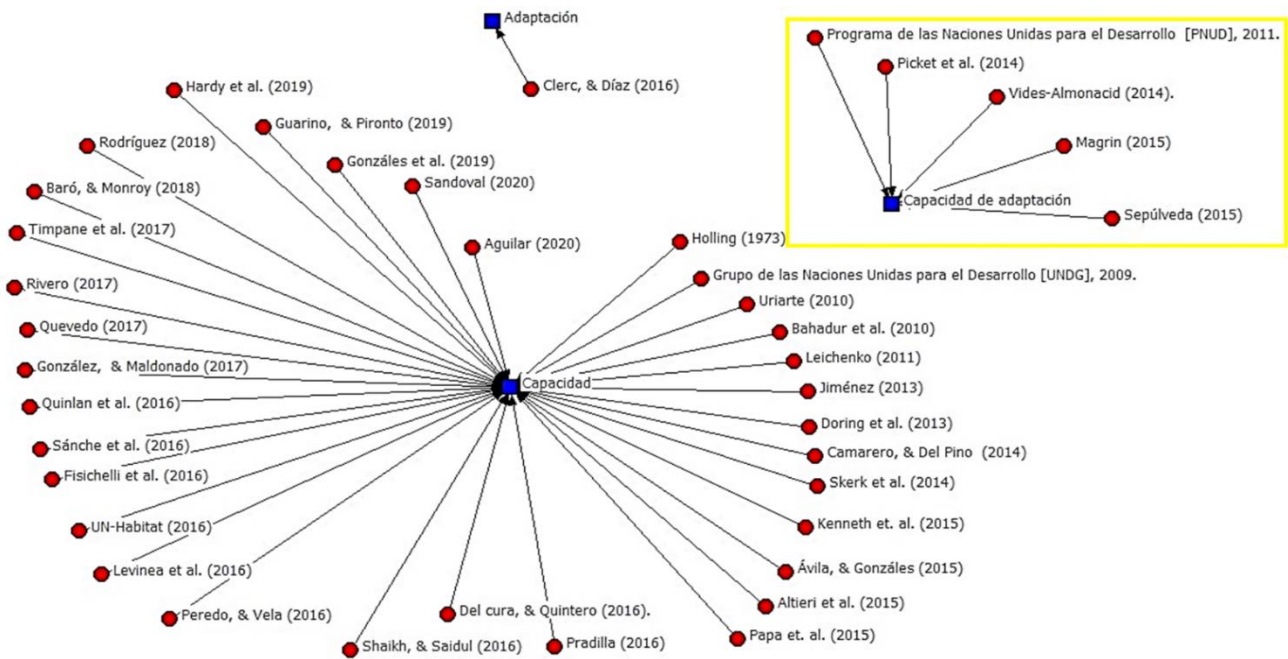 Adaptación
Clerc, & Díaz (2016)
Programa de las Naciones Unidas para el Desarrollo [PNUD], 2011.
Picket et al. (2014)
Vides-Almonacid (2014).
Magrin (2015)
Capacidad de adaptación
Sepúlveda (2015)
Hardy et al. (2019)
Guarino, & Pironto (2019)
Rodríguez (2018)
Gonzáles et al. (2019)
Sandoval (2020)
Baró, & Monroy (2018)
Timpane et al. (2017)
Aguilar (2020)
Holling (1973)
Grupo de las Naciones Unidas para el Desarrollo [UNDG], 2009.
Rivero (2017)
Uriarte (2010)
Quevedo (2017)
Bahadur et al. (2010)
González, & Maldonado (2017)
Leichenko (2011)
Capacidad
Jiménez (2013)
Quinlan et al. (2016)
Doring et al. (2013)
Sánche et al. (2016)
Camarero, & Del Pino (2014)
Fisichelli et al. (2016)
Skerk et al. (2014)
UN-Habitat (2016)
Kenneth et. al. (2015)
Levinea et al. (2016)
Ávila, & Gonzáles (2015)
Peredo, & Vela (2016)
Del cura, & Quintero (2016).
Altieri et al. (2015)
Shaikh, & Saidul (2016)
Pradilla (2016)
Papa et. al. (2015)